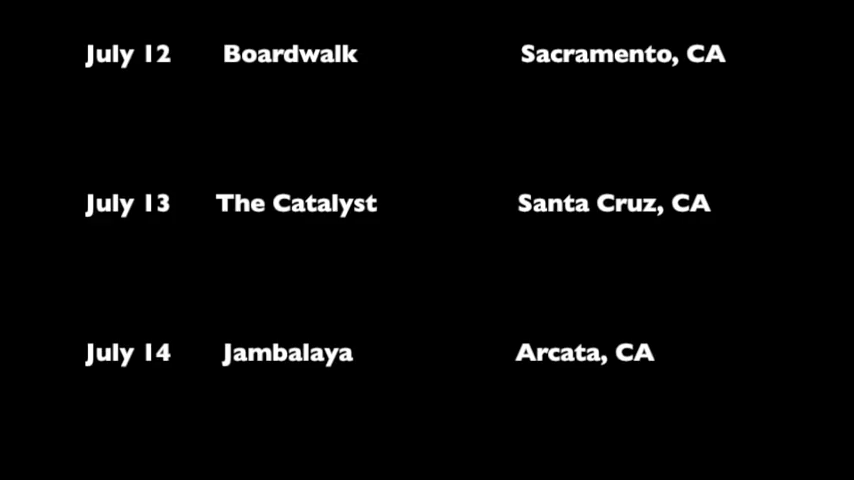 July 12 Boardwalk Sacramento, CA
July 13 The Catalyst Santa Cruz, CA
July 14 Jambalaya Arcata, CA